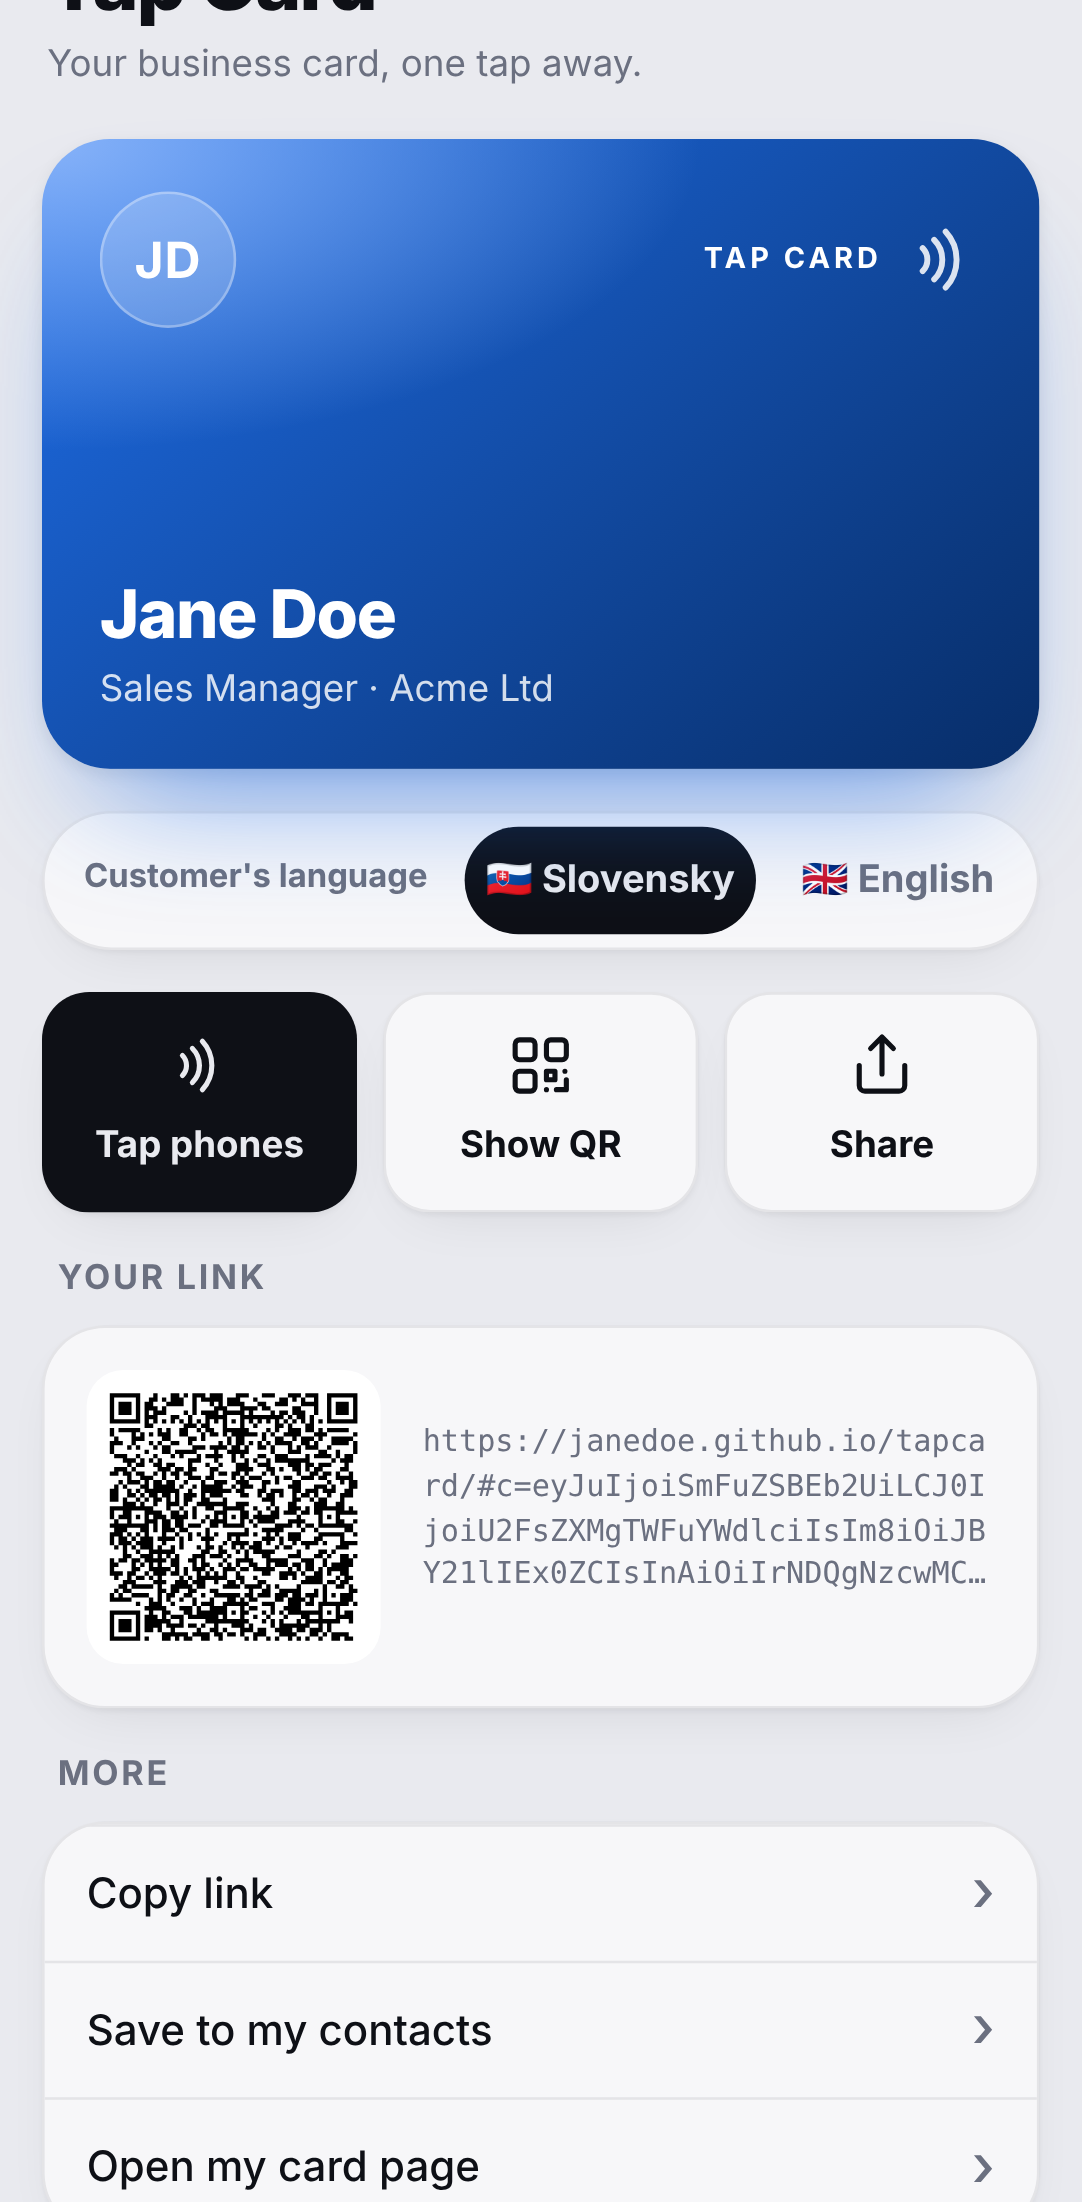 Tap Card
Your business card, one tap away.
JD
TAP CARD
Jane Doe
Sales Manager · Acme Ltd
Customer's language
Slovensky
English
Tap phones
Show QR
Share
YOUR LINK
https://janedoe.github.io/tapca
rd/#c=eyJuIjoiSmFuZSBEb2UiLCJ0I
joiU2FsZXMgTWFuYWdlciIsIm8iOiJB
Y21lIEx0ZCIsInAiOiIrNDQgNzcwMC…
MORE
Copy link
Save to my contacts
Open my card page